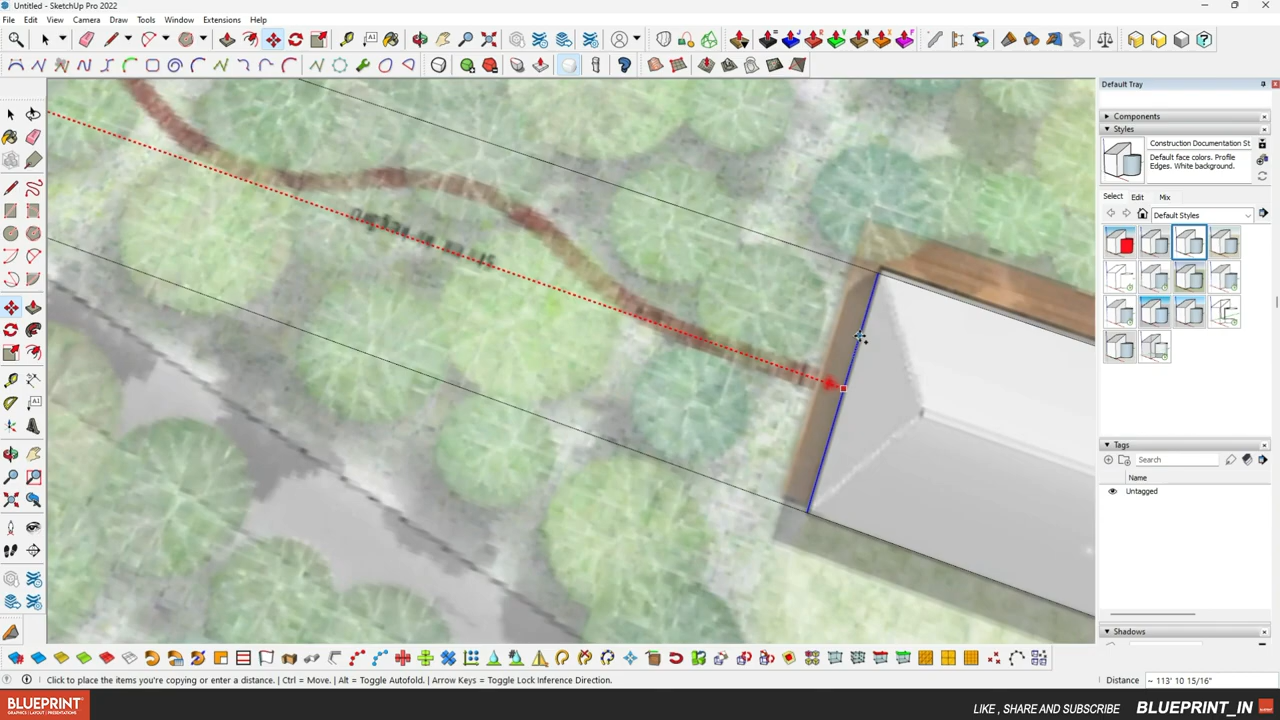 Untitled - SketchUp Pro 2022
File Edit View Camera Draw Tools Window Extensions Help
Default Tray
Components
Styles
Construction Documentation St
Default face colors. Profile
Edges. White background.
Select Edit Mix
Default Styles
Tags
Search
Name
Untagged
Shadows
Click to place the items you're copying or enter a distance. | Ctrl = Move. | Alt = Toggle Autofold. | Arrow Keys = Toggle Lock Inference Direction.
Distance ~ 113' 10 15/16"
BLUEPRINT
GRAPHICS | LAYOUT | PRESENTATIONS
LIKE , SHARE AND SUBSCRIBE BLUEPRINT_IN